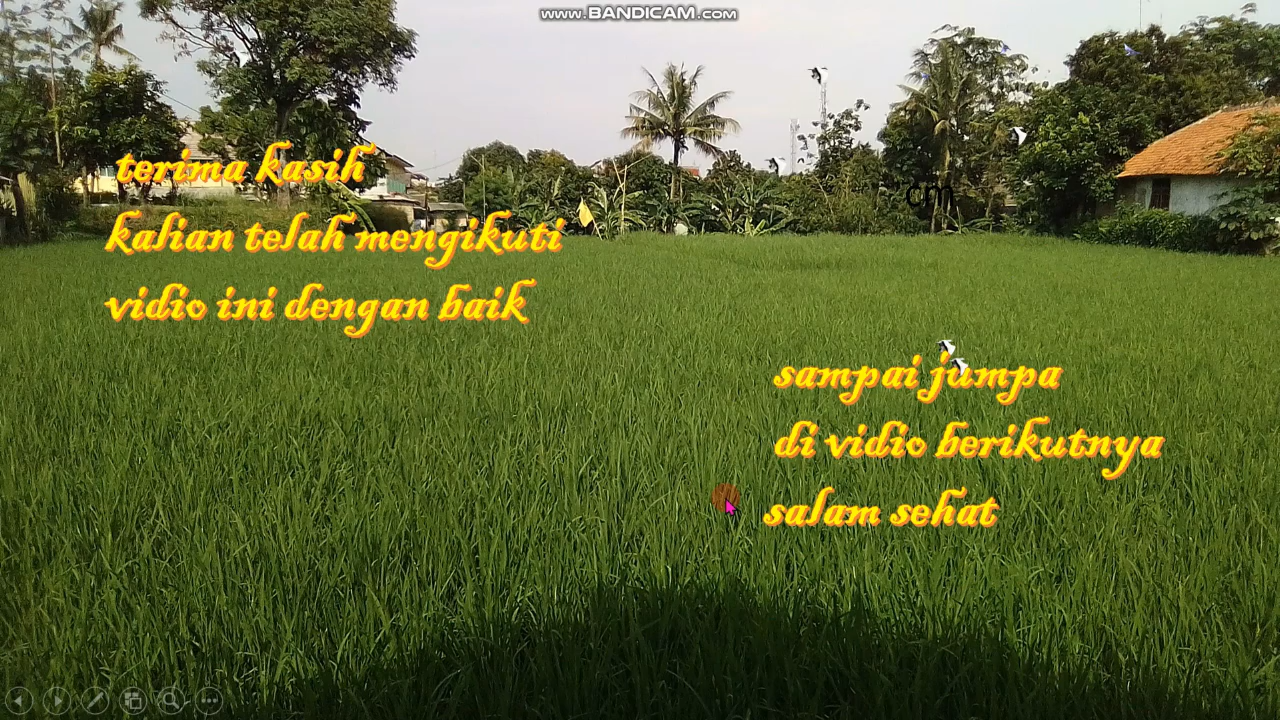 www.BANDICAM.com
terima kasih
kalian telah mengikuti
vidio ini dengan baik
cm
sampai jumpa
di vidio berikutnya
salam sehat